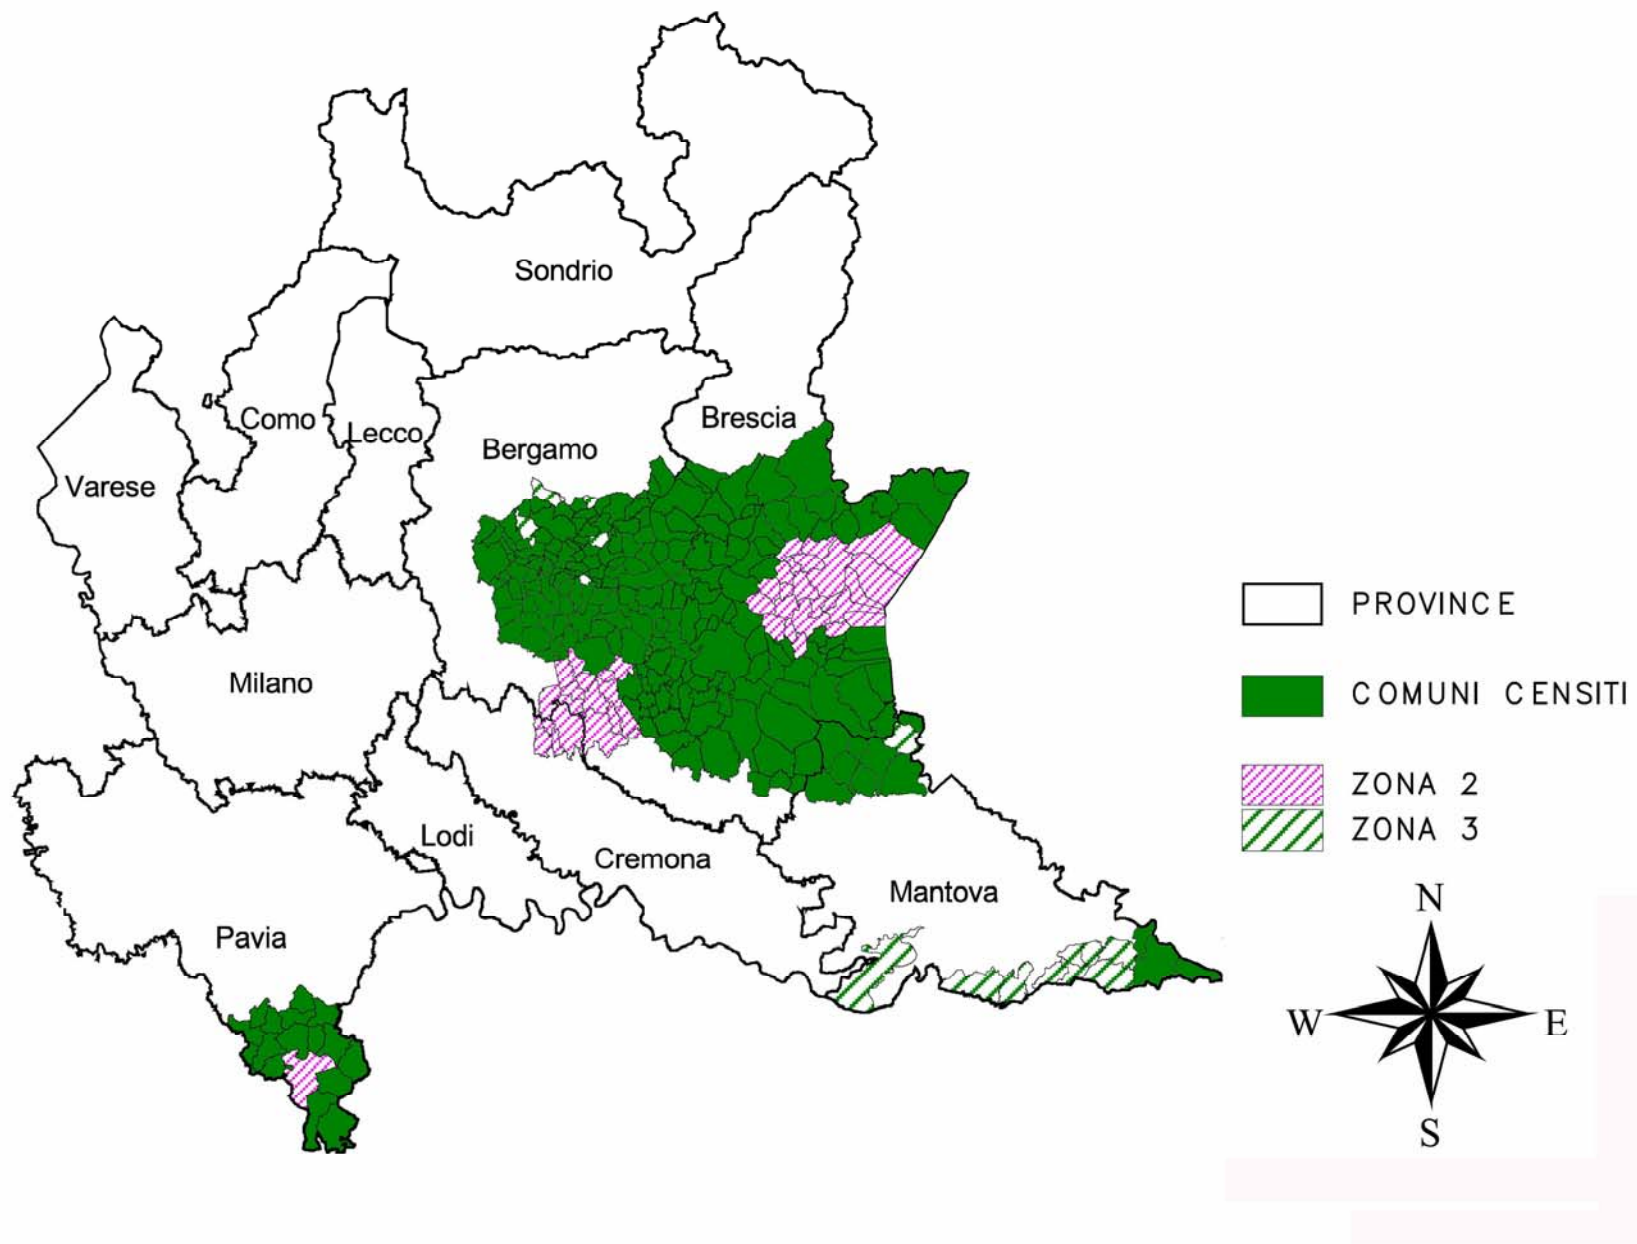 Sondrio
Como
Lecco
Brescia
Bergamo
Varese
Milano
Lodi
Cremona
Mantova
Pavia
PROVINCE
COMUNI CENSITI
ZONA 2
ZONA 3
N
W
E
S